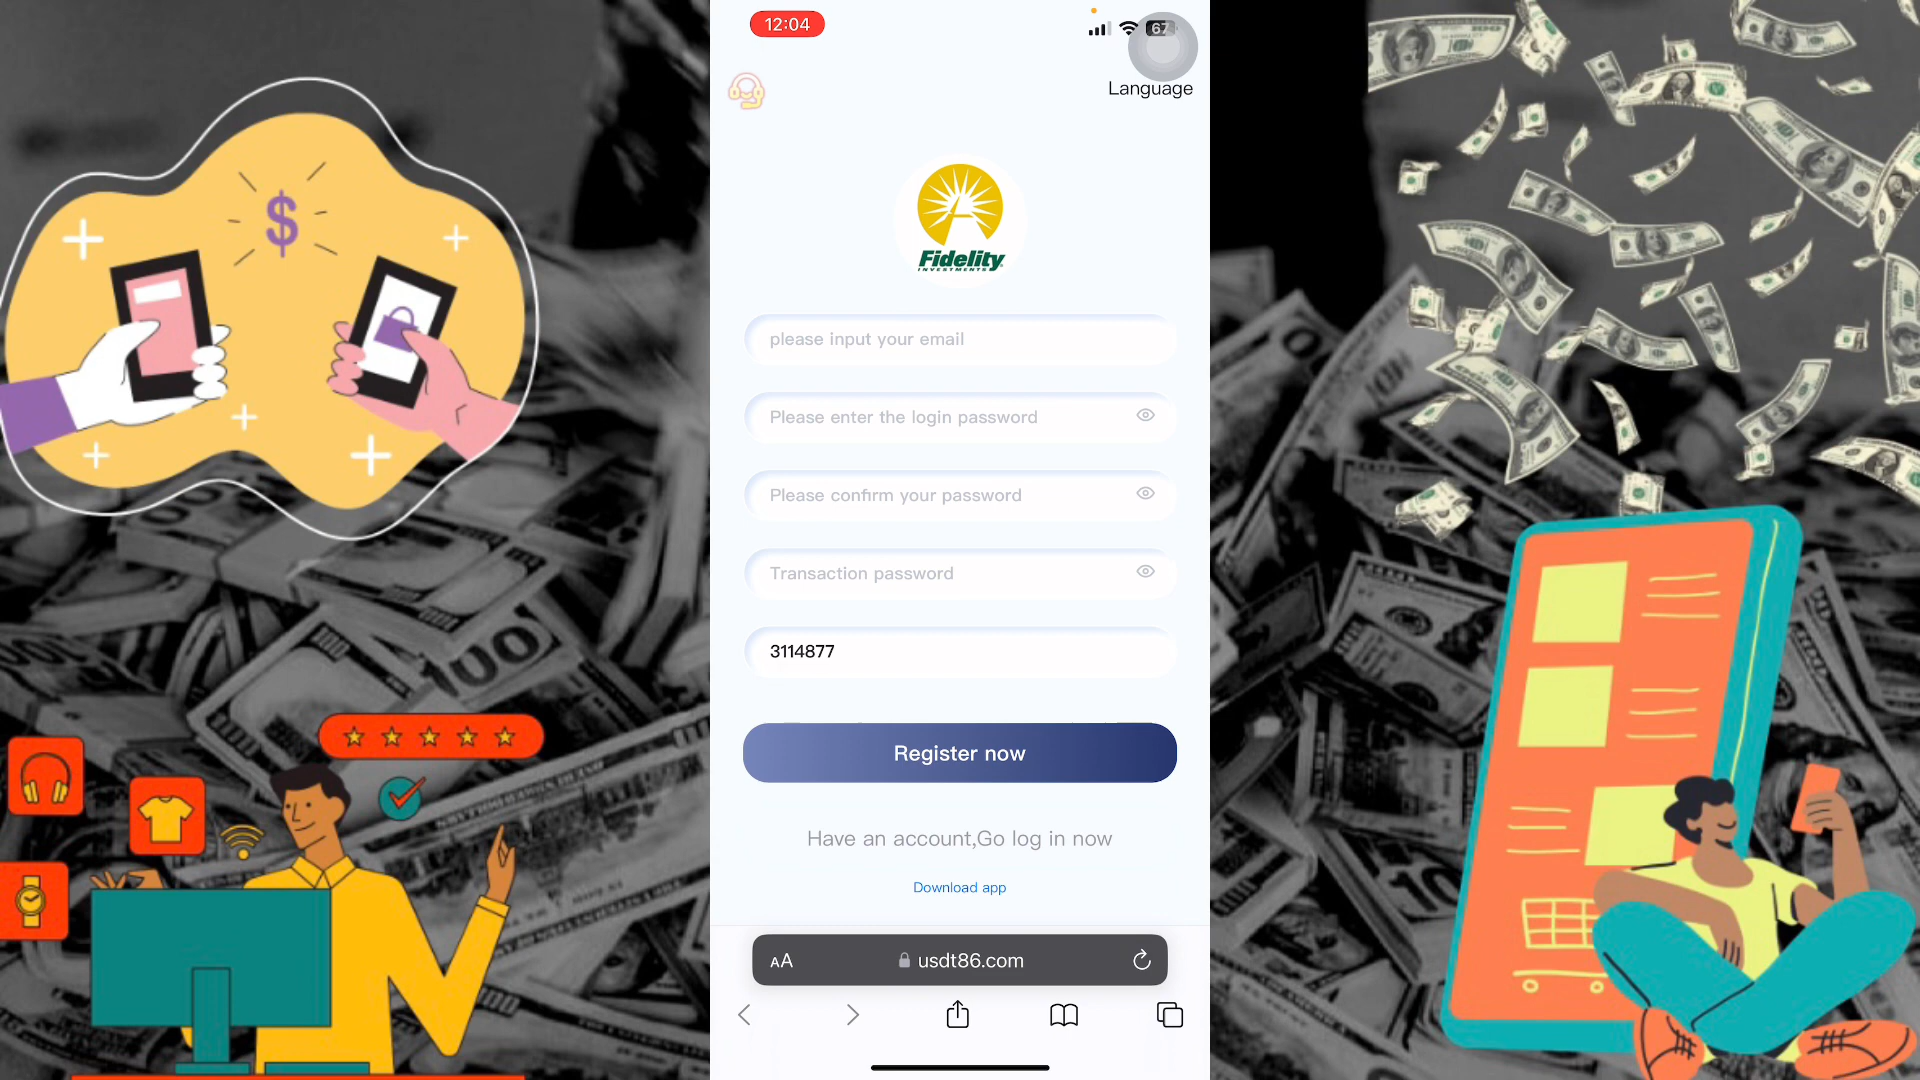 12:04
67
Language
Fidelity
INVESTMENTS
please input your email
Please enter the login password
Please confirm your password
Transaction password
3114877
Register now
Have an account,Go log in now
Download app
AA usdt86.com
$